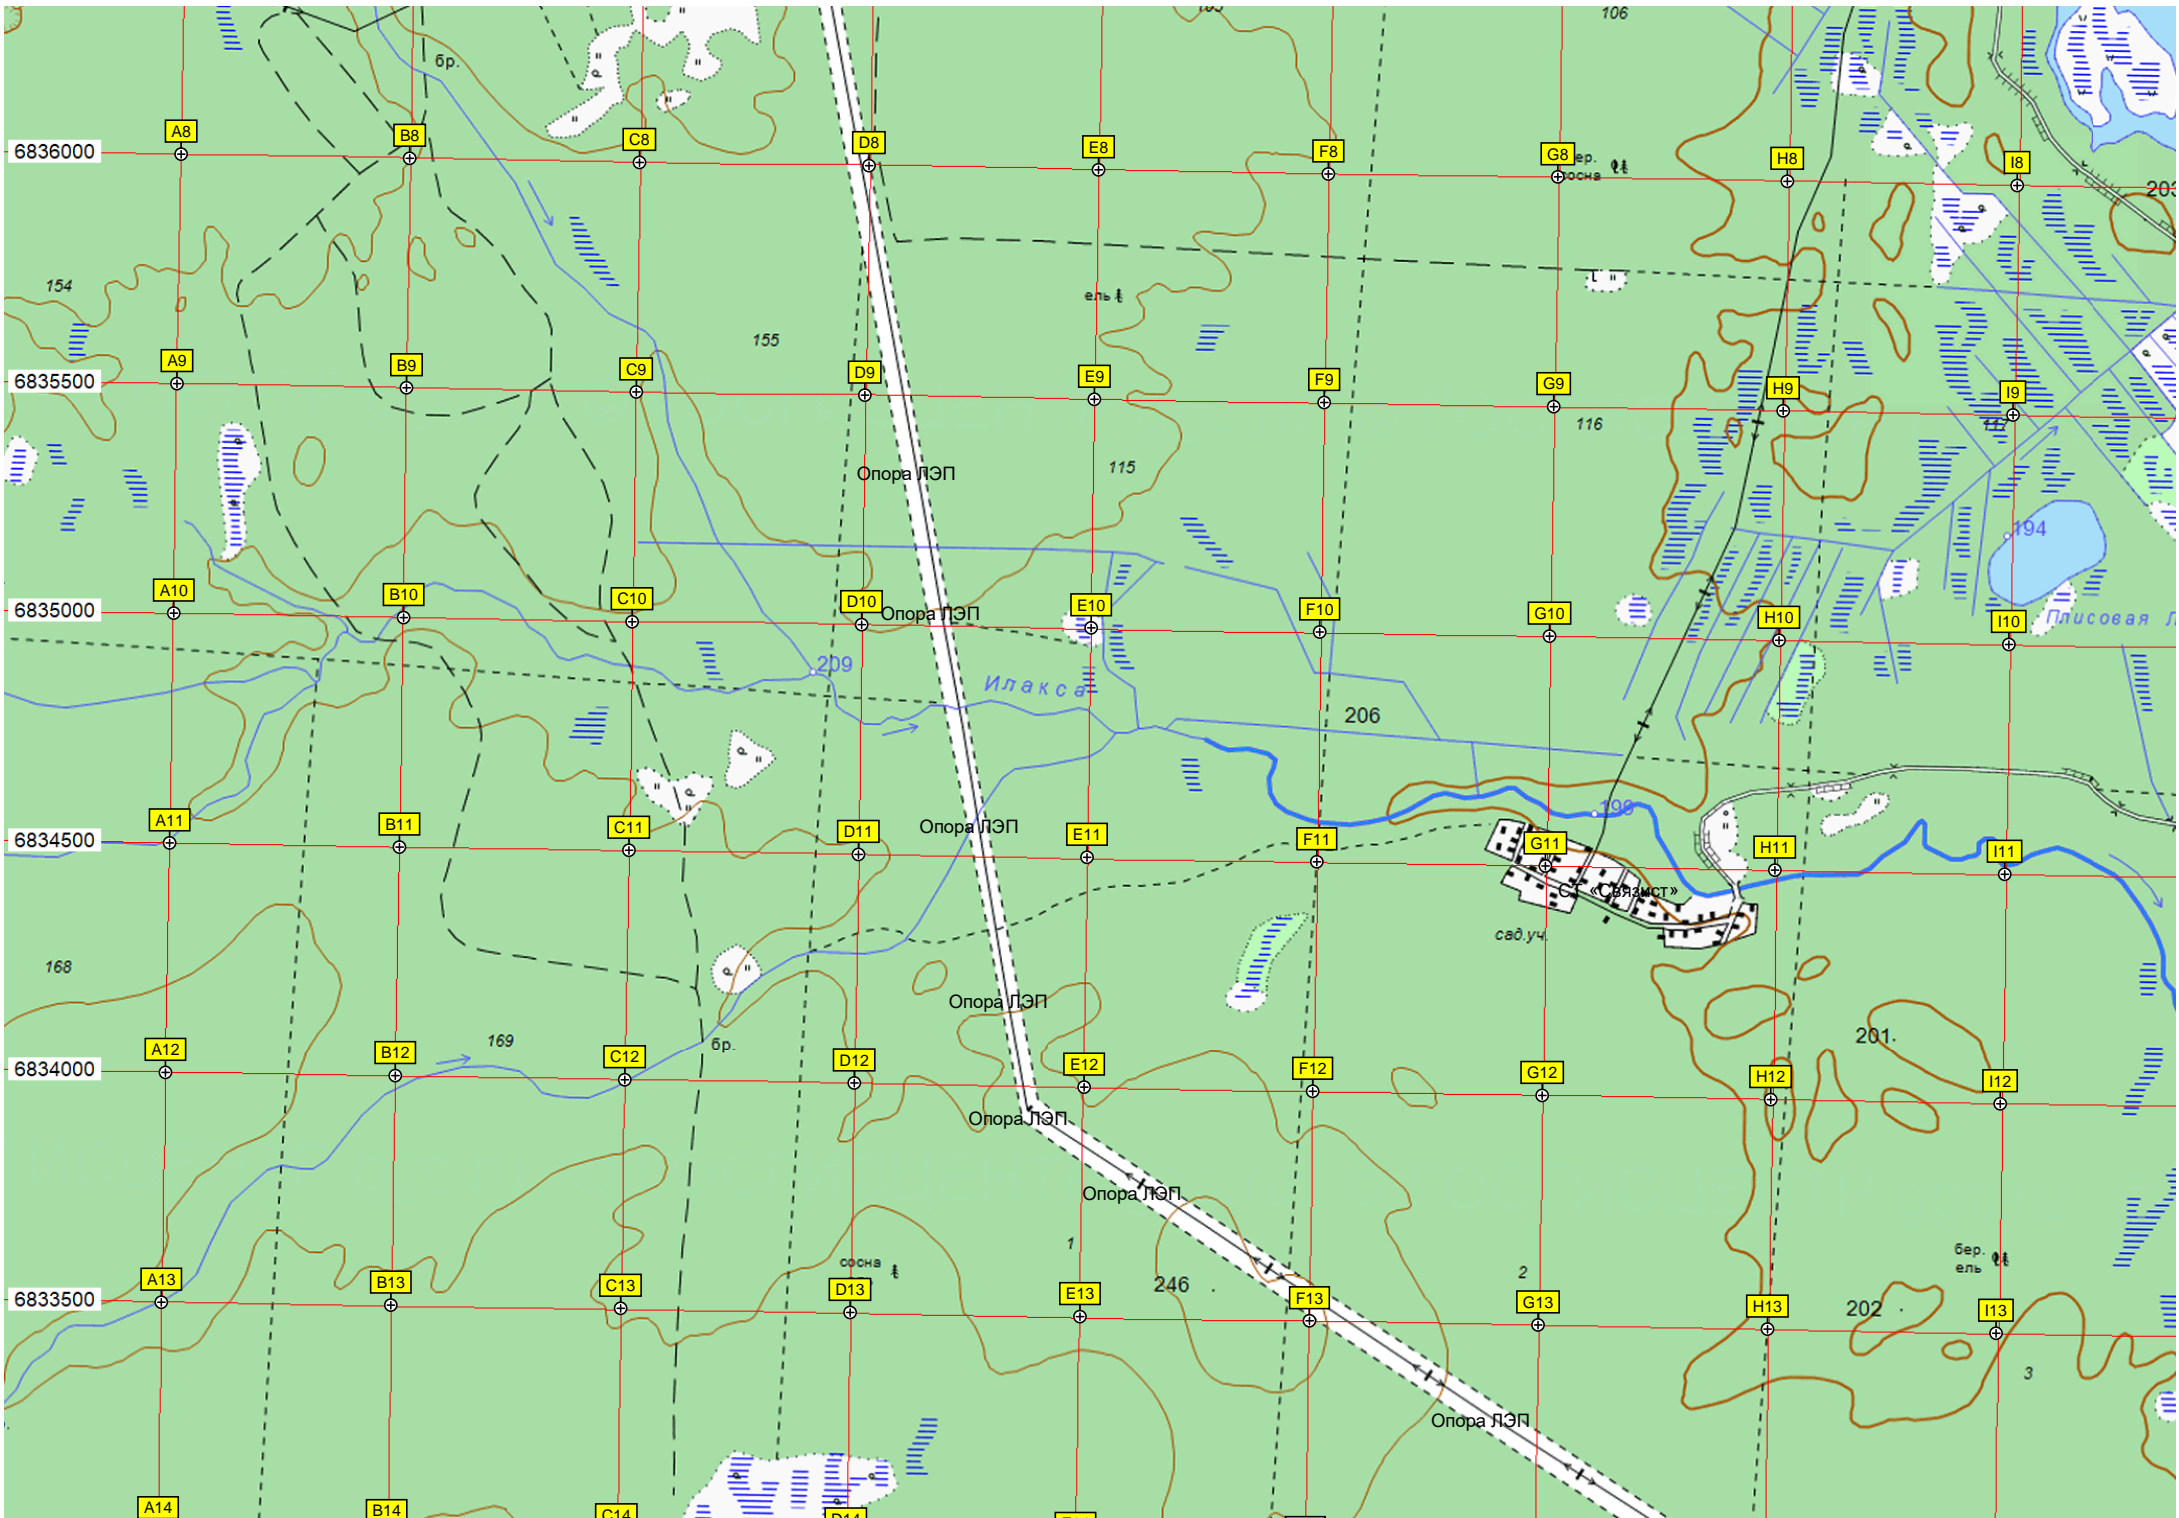 106
бр.
A8
B8
C8
D8
E8
F8
G8
H8
I8
6836000
сосна
203
154
ель
155
A9
B9
C9
D9
E9
F9
G9
H9
I9
6835500
116
117
115
Опора ЛЭП
194
A10
B10
C10
D10
E10
F10
G10
H10
I10
6835000
Опора ЛЭП
Плисовая
209
Илакса
206
199
A11
B11
C11
D11
E11
F11
G11
H11
I11
6834500
Опора ЛЭП
СТ «Связист»
сад.уч.
168
Опора ЛЭП
169
бр.
201
A12
B12
C12
D12
E12
F12
G12
H12
I12
6834000
Опора ЛЭП
Опора ЛЭП
1
бер.
ель
сосна
2
246
A13
B13
C13
D13
E13
F13
G13
H13
I13
6833500
202
3
Опора ЛЭП
A14
B14
C14
D14